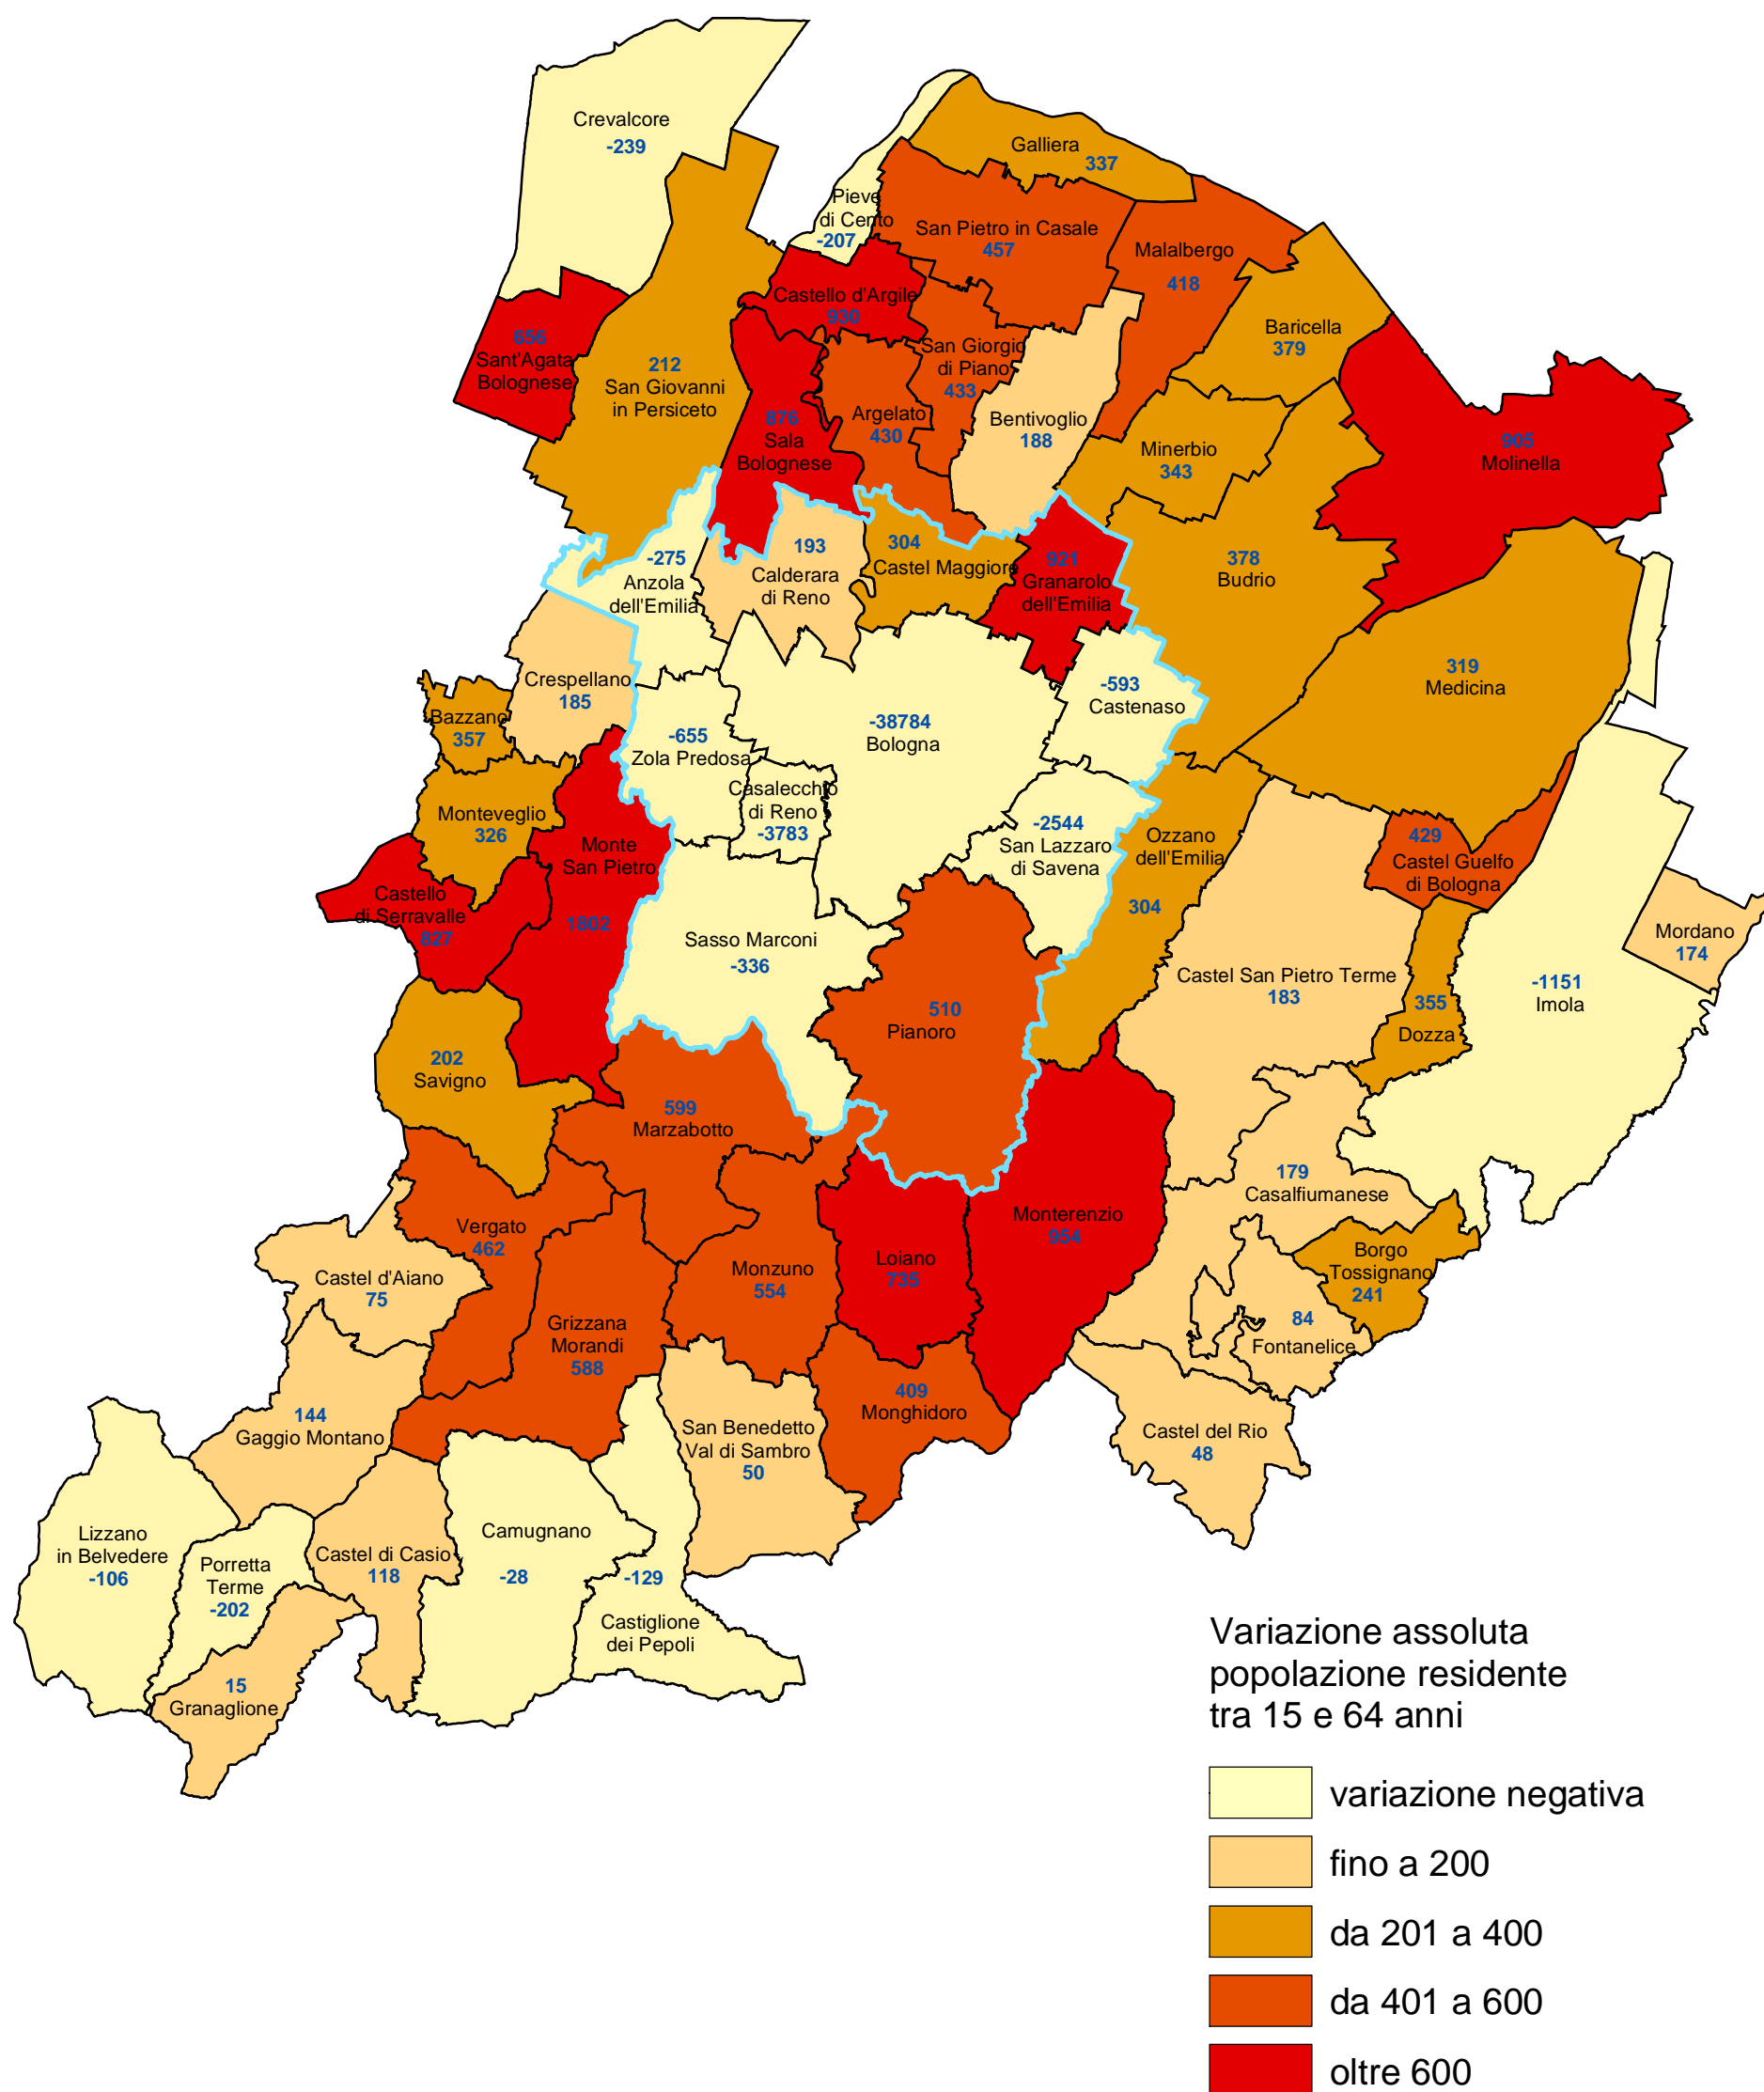 Crevalcore
-239
Galliera
337
Pieve
di Cento
-207
San Pietro in Casale
457
Malalbergo
418
Castello d'Argile
930
Baricella
379
656
Sant'Agata
Bolognese
212
San Giovanni
in Persiceto
San Giorgio
di Piano
433
876
Sala
Bolognese
Argelato
430
Bentivoglio
188
Minerbio
343
905
Molinella
-275
Anzola
dell'Emilia
193
Calderara
di Reno
304
Castel Maggiore
921
Granarolo
dell'Emilia
378
Budrio
Crespellano
185
319
Medicina
-593
Castenaso
Bazzano
357
-655
Zola Predosa
-38784
Bologna
Casalecchio
di Reno
-3783
Monteveglio
326
Monte
San Pietro
1802
-2544
San Lazzaro
di Savena
Ozzano
dell'Emilia
304
429
Castel Guelfo
di Bologna
Castello
di Serravalle
827
Sasso Marconi
-336
Mordano
174
Castel San Pietro Terme
183
-1151
Imola
355
Dozza
510
Pianoro
202
Savigno
599
Marzabotto
179
Casalfiumanese
Vergato
462
Monterenzio
954
Castel d'Aiano
75
Monzuno
554
Loiano
735
Borgo
Tossignano
241
Grizzana
Morandi
588
84
Fontanelice
409
Monghidoro
144
Gaggio Montano
San Benedetto
Val di Sambro
50
Castel del Rio
48
Lizzano
in Belvedere
-106
Porretta
Terme
-202
Castel di Casio
118
Camugnano
-28
-129
Castiglione
dei Pepoli
15
Granaglione
Variazione assoluta
popolazione residente
tra 15 e 64 anni
variazione negativa
fino a 200
da 201 a 400
da 401 a 600
oltre 600